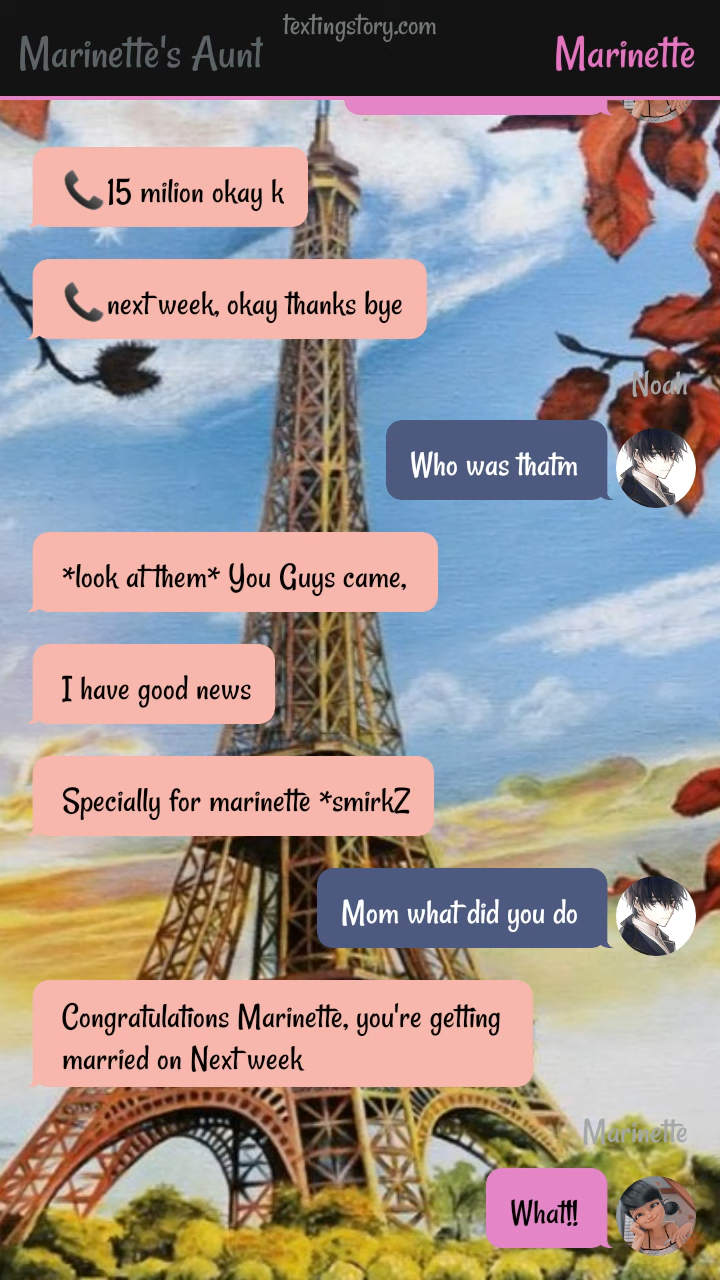 textingstory.com
Marinette's Aunt
Marinette
📞15 milion okay k
📞next week, okay thanks bye
Noah
Who was thatm
*look at them* You Guys came,
I have good news
Specially for marinette *smirkZ
Mom what did you do
Congratulations Marinette, you're getting
married on Next week
Marinette
What!!